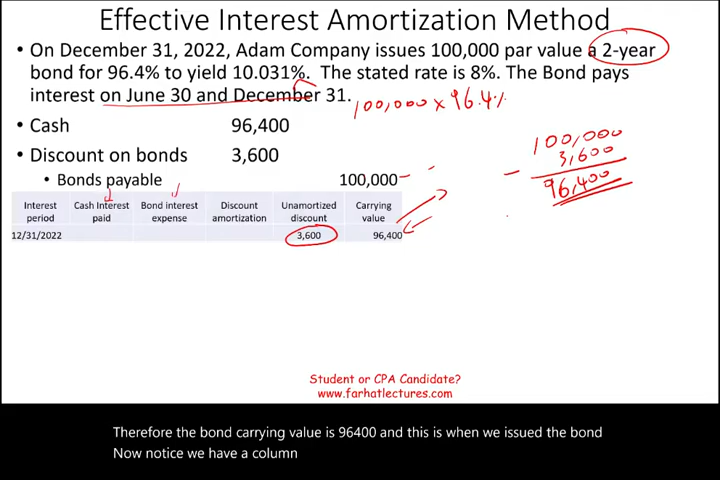 Effective Interest Amortization Method
• On December 31, 2022, Adam Company issues 100,000 par value a 2-year
bond for 96.4% to yield 10.031%. The stated rate is 8%. The Bond pays
interest on June 30 and December 31.
100,000 x 96.4%
• Cash 96,400
• Discount on bonds 3,600
• Bonds payable 100,000
100,000
- 3,600
96,400
Interest period Cash Interest paid Bond interest expense Discount amortization Unamortized discount Carrying value
12/31/2022 3,600 96,400
Student or CPA Candidate?
www.farhatlectures.com
Therefore the bond carrying value is 96400 and this is when we issued the bond
Now notice we have a column